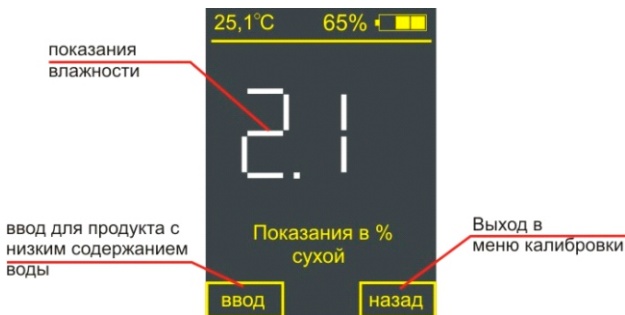 25,1°C 65%
показания
влажности
2.1
ввод для продукта с
низким содержанием
воды
Показания в %
сухой
Выход в
меню калибровки
ввод
назад